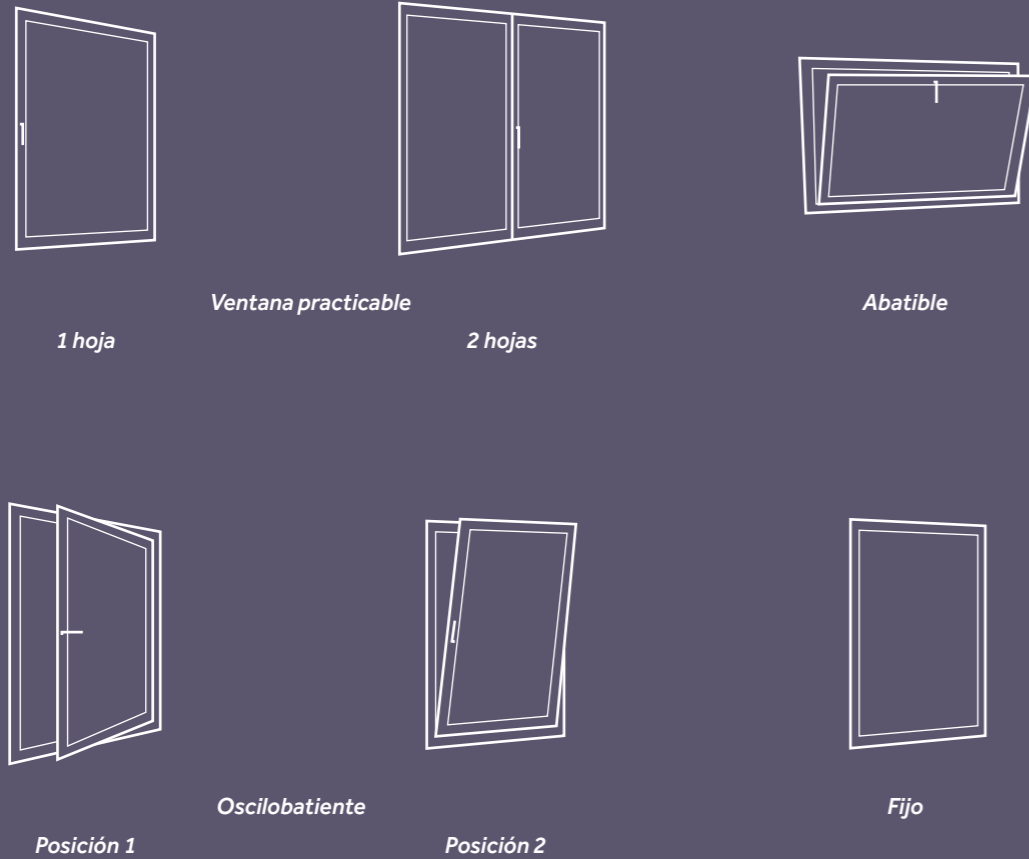 Ventana practicable
Abatible
1 hoja
2 hojas
Oscilobatiente
Fijo
Posición 1
Posición 2